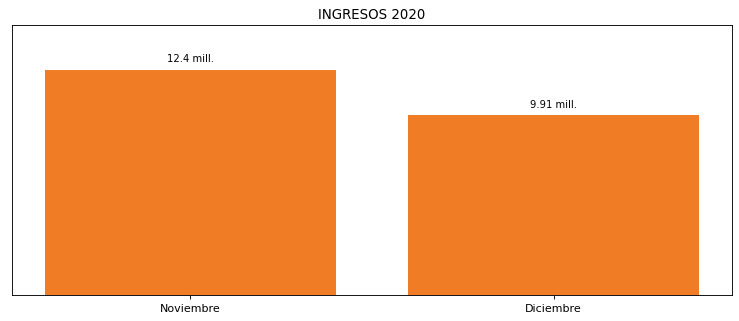 INGRESOS 2020
12.4 mill.
9.91 mill.
Noviembre
Diciembre